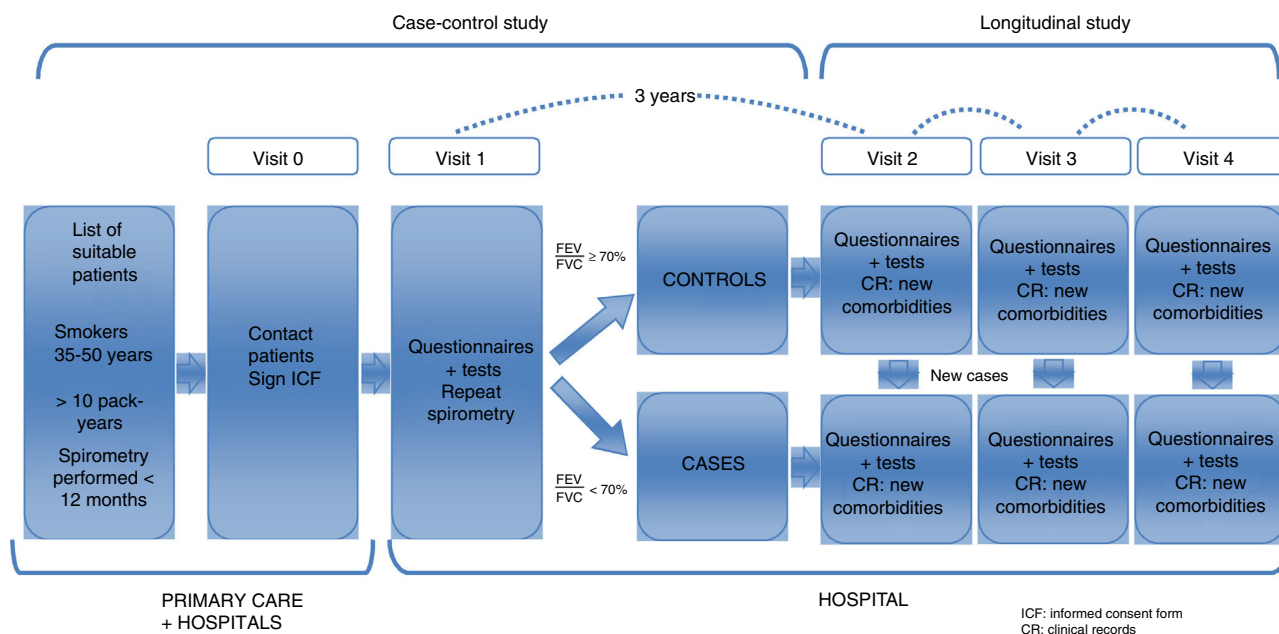 Case-control study
Longitudinal study
3 years
Visit 0
Visit 1
Visit 2
Visit 3
Visit 4
List of
suitable
patients
Smokers
35-50 years
> 10 pack-
years
Spirometry
performed <
12 months
Contact
patients
Sign ICF
Questionnaires
+ tests
Repeat
spirometry
FEV
FVC ≥ 70%
CONTROLS
Questionnaires
+ tests
CR: new
comorbidities
Questionnaires
+ tests
CR: new
comorbidities
Questionnaires
+ tests
CR: new
comorbidities
New cases
FEV
FVC < 70%
CASES
Questionnaires
+ tests
CR: new
comorbidities
Questionnaires
+ tests
CR: new
comorbidities
Questionnaires
+ tests
CR: new
comorbidities
PRIMARY CARE
+ HOSPITALS
HOSPITAL
ICF: informed consent form
CR: clinical records